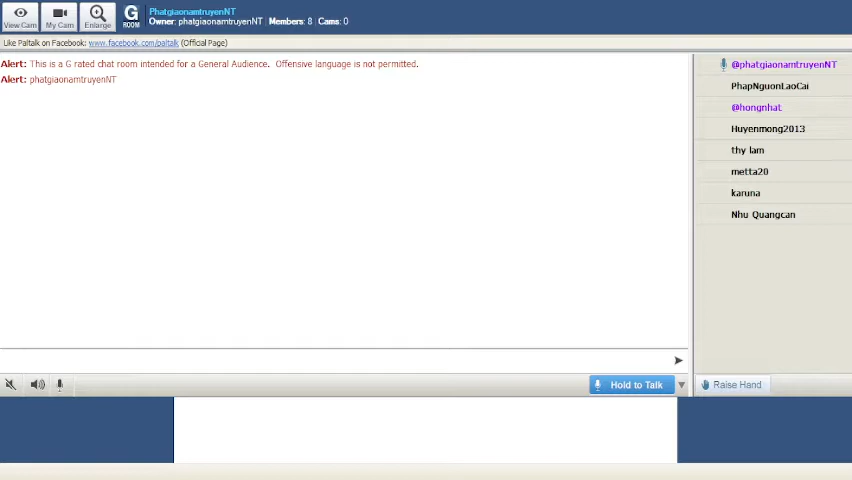 View Cam
My Cam
Enlarge
G
ROOM
PhatgiaonamtruyenNT
Owner: phatgiaonamtruyenNT Members: 8 Cams: 0
Like Paltalk on Facebook: www.facebook.com/paltalk (Official Page)
Alert: This is a G rated chat room intended for a General Audience. Offensive language is not permitted.
Alert: phatgiaonamtruyenNT
@phatgiaonamtruyenNT
PhapNguonLaoCai
@hongnhat
Huyenmong2013
thy lam
metta20
karuna
Nhu Quangcan
Hold to Talk
Raise Hand